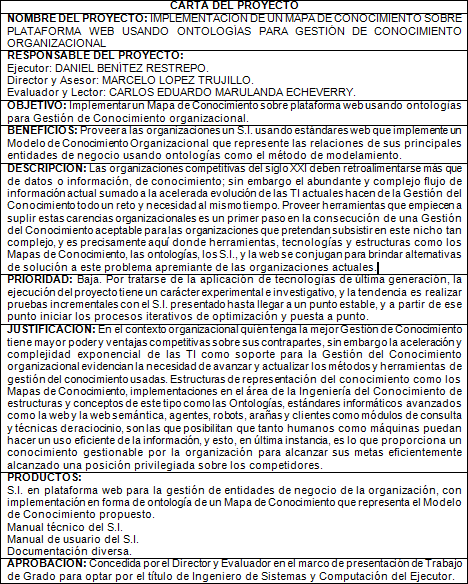 CARTA DEL PROYECTO
NOMBRE DEL PROYECTO: IMPLEMENTACIÓN DE UN MAPA DE CONOCIMIENTO SOBRE
PLATAFORMA WEB USANDO ONTOLOGÍAS PARA GESTIÓN DE CONOCIMIENTO
ORGANIZACIONAL
RESPONSABLE DEL PROYECTO:
Ejecutor: DANIEL BENÍTEZ RESTREPO.
Director y Asesor: MARCELO LOPEZ TRUJILLO.
Evaluador y Lector: CARLOS EDUARDO MARULANDA ECHEVERRY.
OBJETIVO: Implementar un Mapa de Conocimiento sobre plataforma web usando ontologías
para Gestión de Conocimiento organizacional.
BENEFICIOS: Proveer a las organizaciones un S.I. usando estándares web que implemente un
Modelo de Conocimiento Organizacional que represente las relaciones de sus principales
entidades de negocio usando ontologías como el método de modelamiento.
DESCRIPCIÓN: Las organizaciones competitivas del siglo XXI deben retroalimentarse más que
de datos o información, de conocimiento; sin embargo el abundante y complejo flujo de
información actual sumado a la acelerada evolución de las TI actuales hacen de la Gestión del
Conocimiento todo un reto y necesidad al mismo tiempo. Proveer herramientas que empiecen a
suplir estas carencias organizacionales es un primer paso en la consecución de una Gestión
del Conocimiento aceptable para las organizaciones que pretendan subsistir en este nicho tan
complejo, y es precisamente aquí donde herramientas, tecnologías y estructuras como los
Mapas de Conocimiento, las ontologías, los S.I., y la web se conjugan para brindar alternativas
de solución a este problema apremiante de las organizaciones actuales.
PRIORIDAD: Baja. Por tratarse de la aplicación de tecnologías de última generación, la
ejecución del proyecto tiene un carácter experimental e investigativo, y la tendencia es realizar
pruebas incrementales con el S.I. presentado hasta llegar a un punto estable, y a partir de ese
punto iniciar los procesos iterativos de optimización y puesta a punto.
JUSTIFICACIÓN: En el contexto organizacional quien tenga la mejor Gestión de Conocimiento
tiene mayor poder y ventajas competitivas sobre sus contrapartes, sin embargo la aceleración y
complejidad exponencial de las TI como soporte para la Gestión del Conocimiento
organizacional evidencian la necesidad de avanzar y actualizar los métodos y herramientas de
gestión del conocimiento usadas. Estructuras de representación del conocimiento como los
Mapas de Conocimiento, implementaciones en el área de la Ingeniería del Conocimiento de
estructuras y conceptos de este tipo como las Ontologías, estándares informáticos avanzados
como la web y la web semántica, agentes, robots, arañas y clientes como módulos de consulta
y técnicas de raciocinio, son las que posibilitan que tanto humanos como máquinas puedan
hacer un uso eficiente de la información, y esto, en última instancia, es lo que proporciona un
conocimiento gestionable por la organización para alcanzar sus metas eficientemente
alcanzado una posición privilegiada sobre los competidores.
PRODUCTOS:
S.I. en plataforma web para la gestión de entidades de negocio de la organización, con
implementación en forma de ontología de un Mapa de Conocimiento que representa el Modelo
de Conocimiento propuesto.
Manual técnico del S.I.
Manual de usuario del S.I.
Documentación diversa.
APROBACIÓN: Concedida por el Director y Evaluador en el marco de presentación de Trabajo
de Grado para optar por el título de Ingeniero de Sistemas y Computación del Ejecutor.